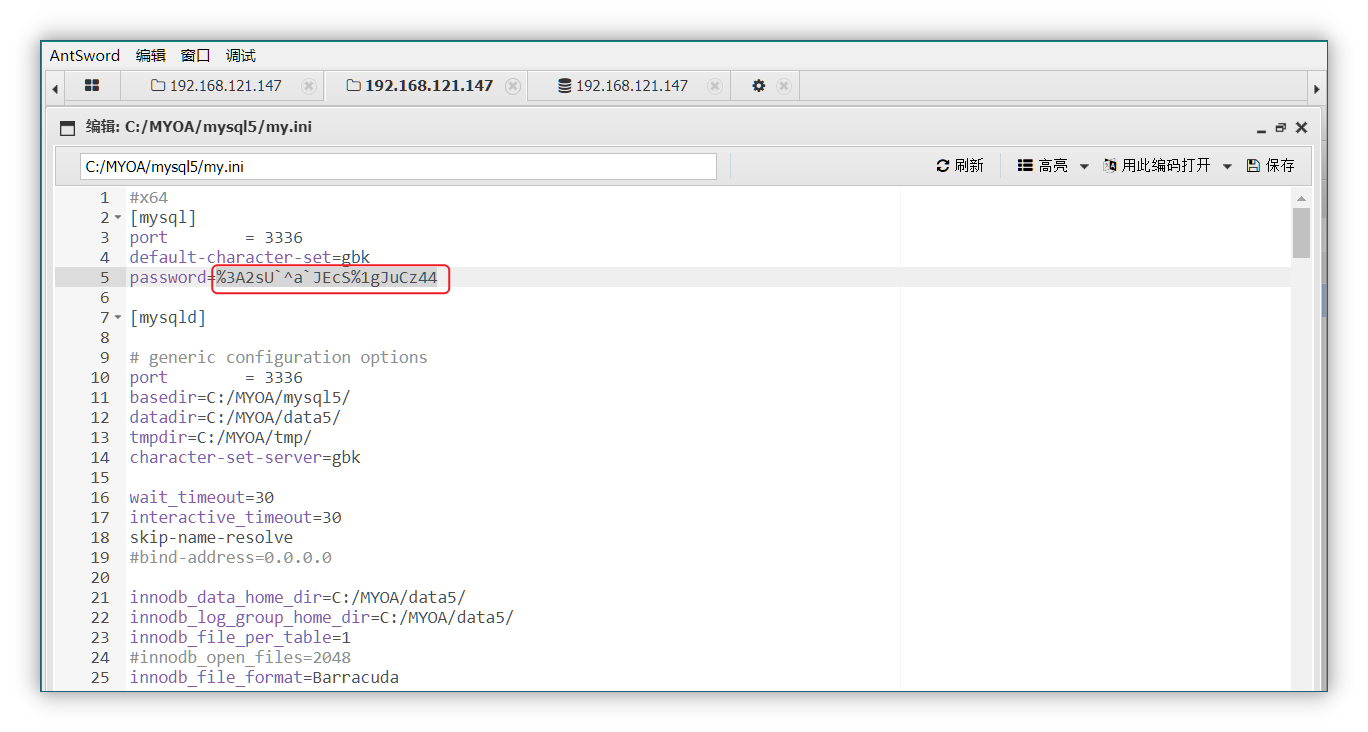 AntSword 编辑 窗口 调试
192.168.121.147 192.168.121.147 192.168.121.147
编辑: C:/MYOA/mysql5/my.ini
C:/MYOA/mysql5/my.ini 刷新 高亮 用此编码打开 保存
1 #x64
2 [mysql]
3 port = 3336
4 default-character-set=gbk
5 password=%3A2sU`^a`JEcS%1gJuCz44
6
7 [mysqld]
8
9 # generic configuration options
10 port = 3336
11 basedir=C:/MYOA/mysql5/
12 datadir=C:/MYOA/data5/
13 tmpdir=C:/MYOA/tmp/
14 character-set-server=gbk
15
16 wait_timeout=30
17 interactive_timeout=30
18 skip-name-resolve
19 #bind-address=0.0.0.0
20
21 innodb_data_home_dir=C:/MYOA/data5/
22 innodb_log_group_home_dir=C:/MYOA/data5/
23 innodb_file_per_table=1
24 #innodb_open_files=2048
25 innodb_file_format=Barracuda